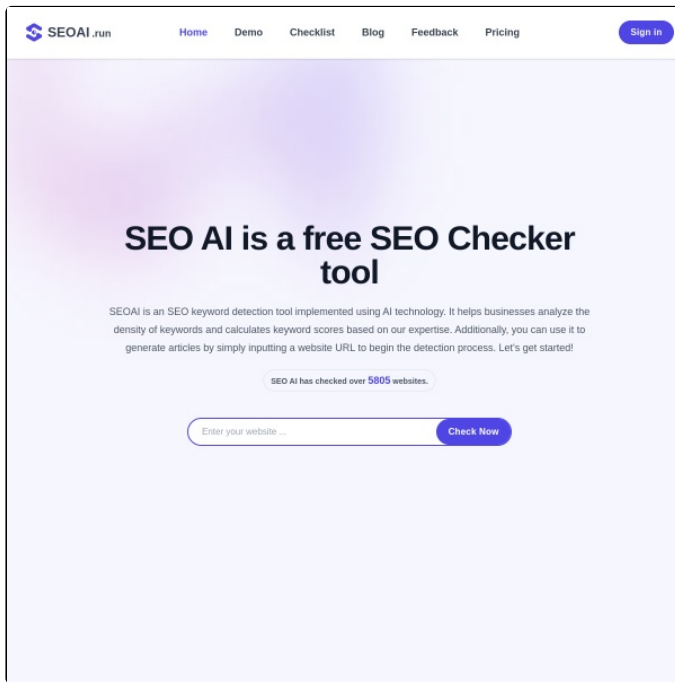 SEOAI.run
Home
Demo
Checklist
Blog
Feedback
Pricing
Sign in
SEO AI is a free SEO Checker
tool
SEOAI is an SEO keyword detection tool implemented using AI technology. It helps businesses analyze the
density of keywords and calculates keyword scores based on our expertise. Additionally, you can use it to
generate articles by simply inputting a website URL to begin the detection process. Let's get started!
SEO AI has checked over 5805 websites.
Enter your website ...
Check Now